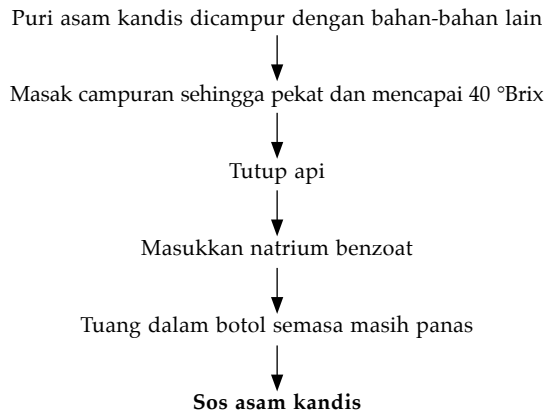 Puri asam kandis dicampur dengan bahan-bahan lain
Masak campuran sehingga pekat dan mencapai 40 °Brix
Tutup api
Masukkan natrium benzoat
Tuang dalam botol semasa masih panas
Sos asam kandis